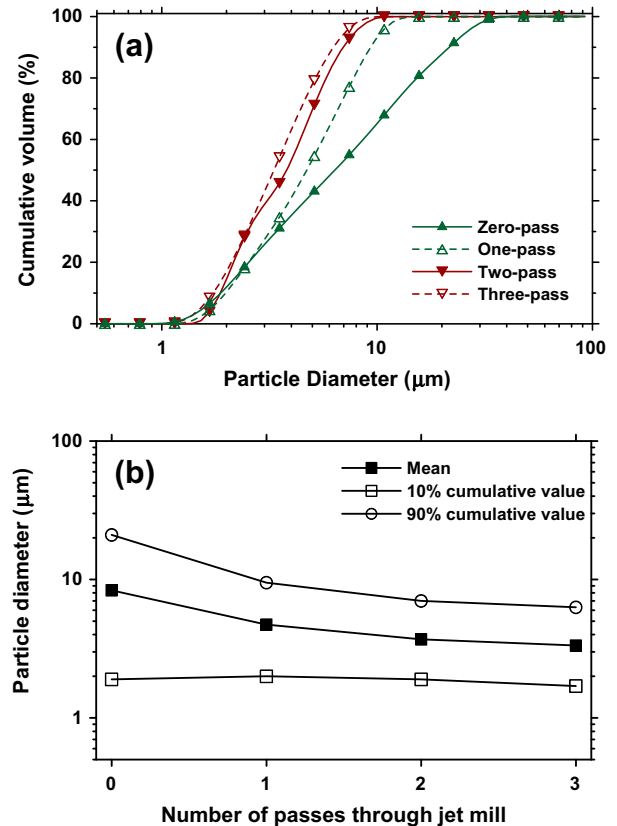 (a)
Cumulative volume (%)
100
80
60
40
20
0
Zero-pass
One-pass
Two-pass
Three-pass
1
10
100
Particle Diameter (μm)
(b)
Particle diameter (μm)
100
10
1
Mean
10% cumulative value
90% cumulative value
0
1
2
3
Number of passes through jet mill